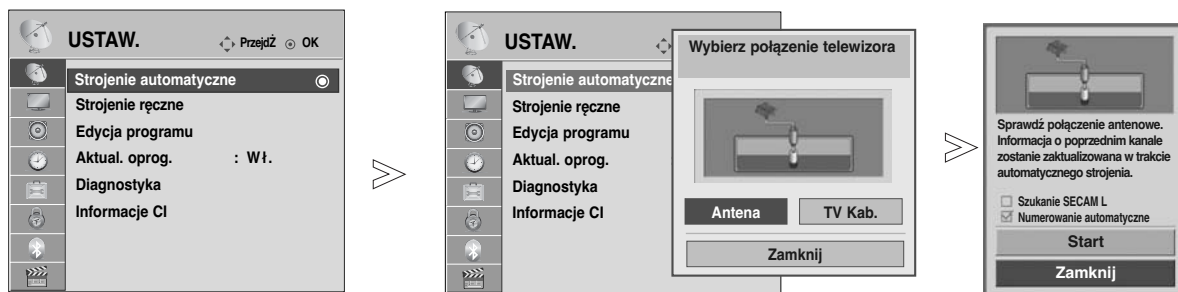 USTAW.
PrzejdŹ OK
Strojenie automatyczne
Strojenie ręczne
Edycja programu
Aktual. oprog. : Wł.
Diagnostyka
Informacje CI
USTAW.
Strojenie automatyczne
Strojenie ręczne
Edycja programu
Aktual. oprog.
Diagnostyka
Informacje CI
Wybierz połązenie telewizora
Antena TV Kab.
Zamknij
Sprawdź połączenie antenowe.
Informacja o poprzednim kanale
zostanie zaktualizowana w trakcie
automatycznego strojenia.
Szukanie SECAM L
Numerowanie automatyczne
Start
Zamknij